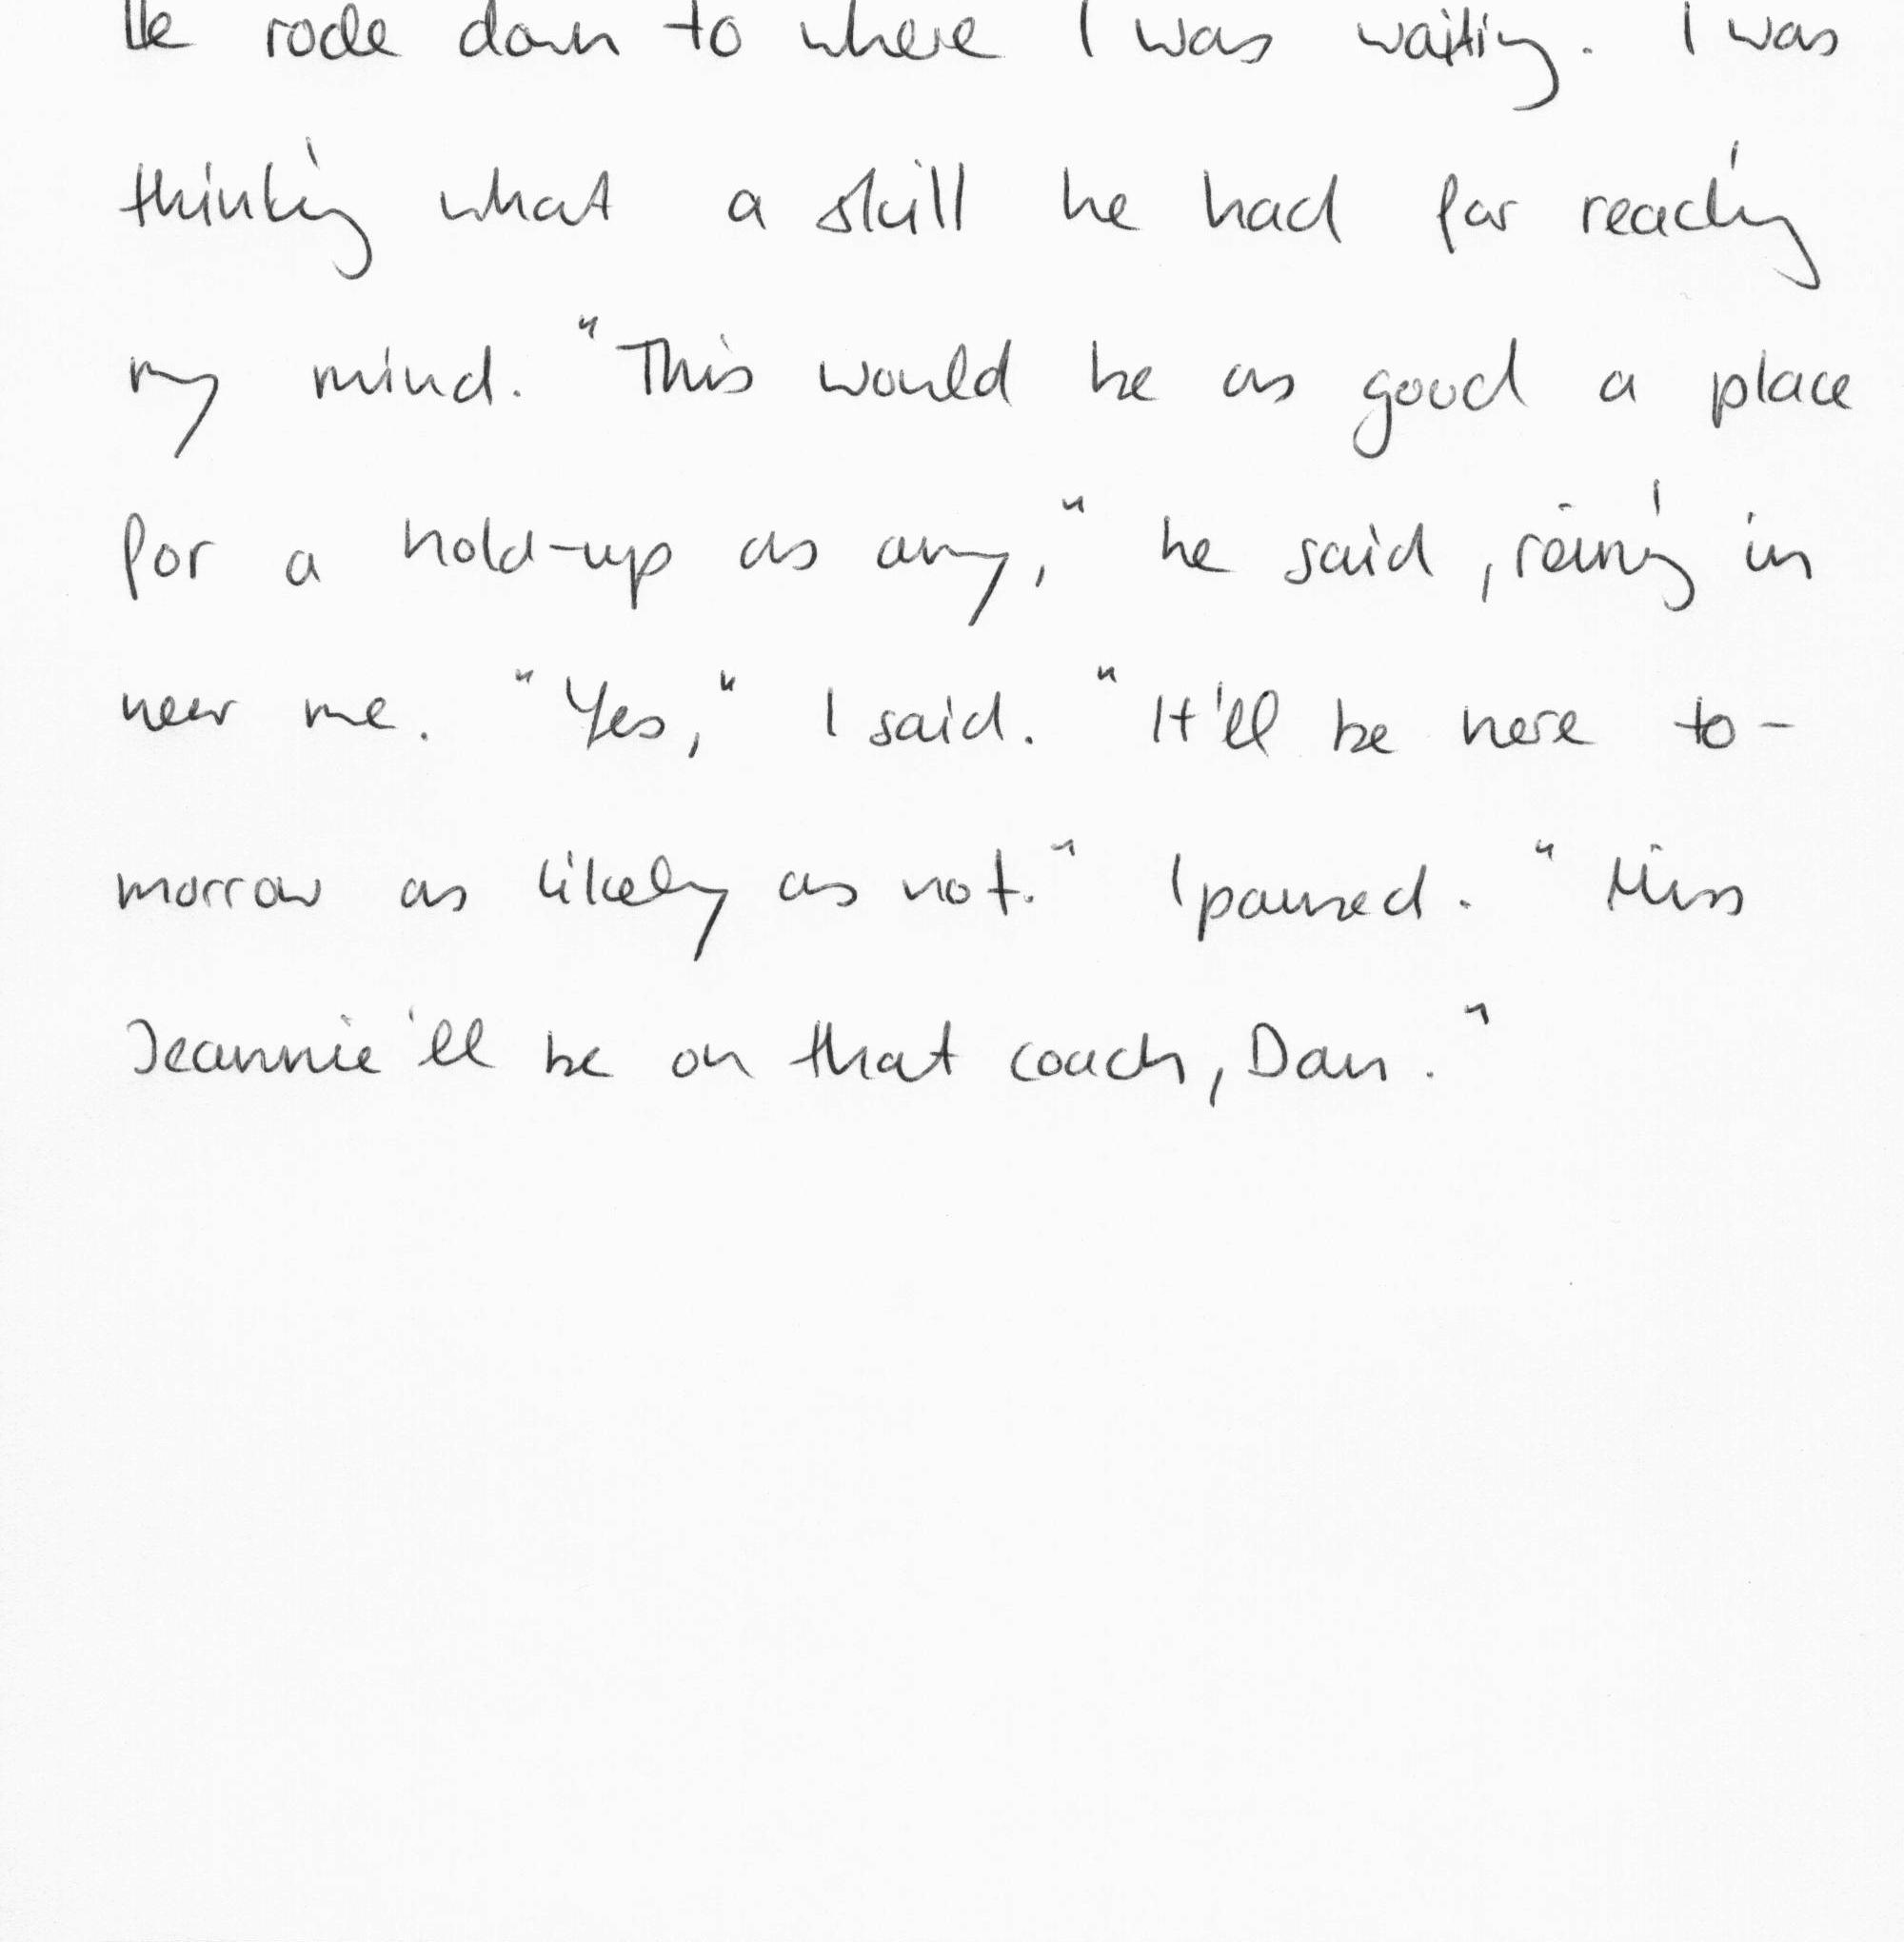 He rode down to where I was waiting. I was
thinking what a skill he had for reading
my mind. "This would be as good a place
for a hold-up as any," he said, reining in
near me. "Yes," I said. "It'll be here to-
morrow as likely as not." I paused. "Miss
Jeannie'll be on that coach, Dan."